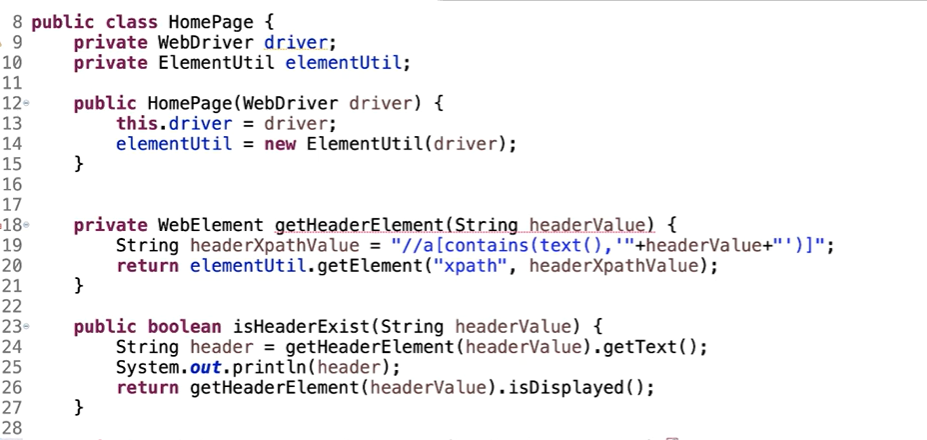 8 public class HomePage {
9 private WebDriver driver;
10 private ElementUtil elementUtil;
11
12 public HomePage(WebDriver driver) {
13 this.driver = driver;
14 elementUtil = new ElementUtil(driver);
15 }
16
17
18 private WebElement getHeaderElement(String headerValue) {
19 String headerXpathValue = "//a[contains(text(),'"+headerValue+"')]";
20 return elementUtil.getElement("xpath", headerXpathValue);
21 }
22
23 public boolean isHeaderExist(String headerValue) {
24 String header = getHeaderElement(headerValue).getText();
25 System.out.println(header);
26 return getHeaderElement(headerValue).isDisplayed();
27 }
28